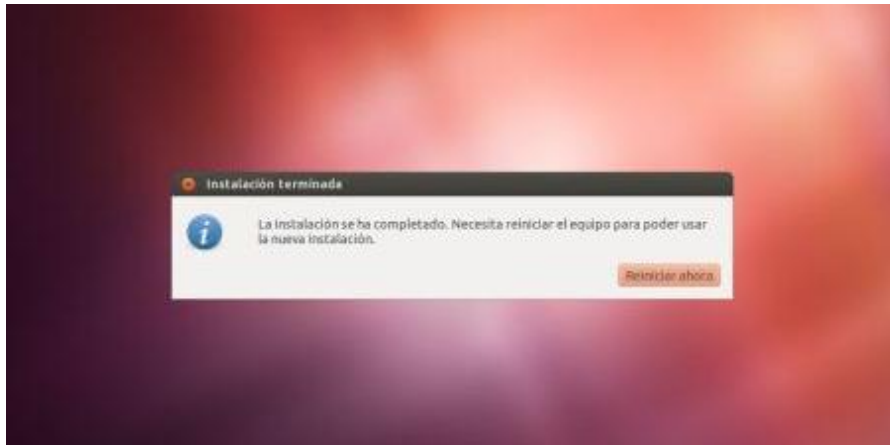 Instalación terminada
La instalación se ha completado. Necesita reiniciar el equipo para poder usar
la nueva instalación.
Reiniciar ahora